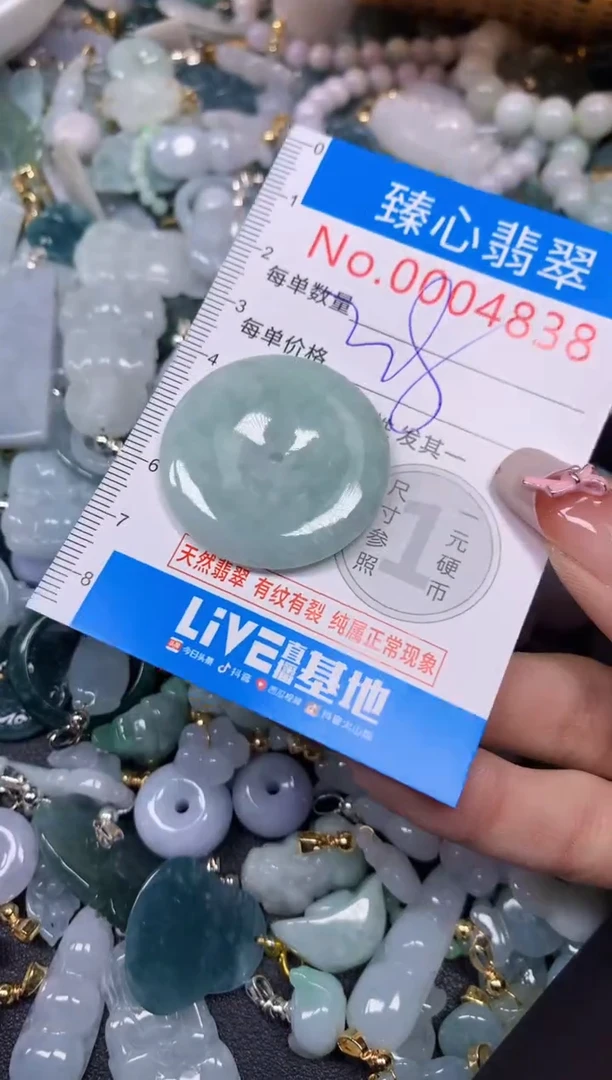 0
1
2
3
4
6
7
8
臻心翡翠
No.0004838
每单数量
每单价格
发其一
尺寸参照
1
一元硬币
天然翡翠 有纹有裂 纯属正常现象
LiVE直播基地
今日头条 抖音 西瓜视频 抖音火山版